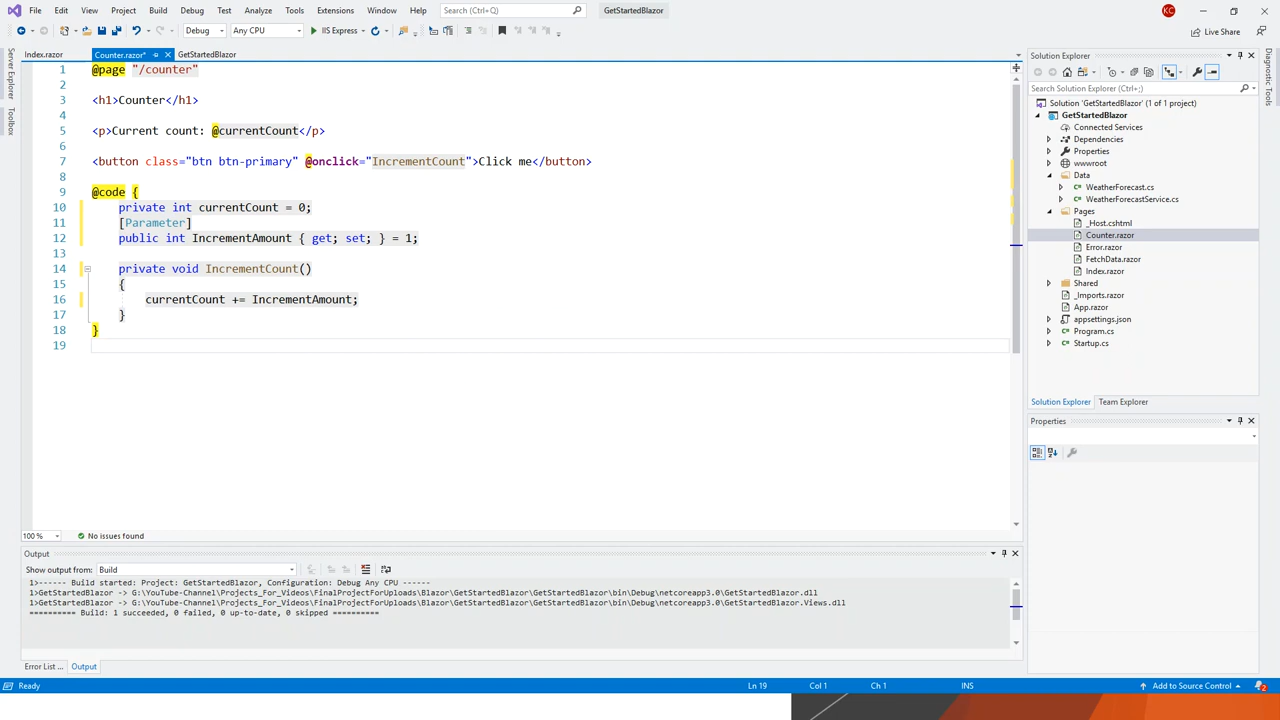 File Edit View Project Build Debug Test Analyze Tools Extensions Window Help Search (Ctrl+Q) GetStartedBlazor KC
Debug Any CPU IIS Express Live Share
Server Explorer
Toolbox
Index.razor Counter.razor* GetStartedBlazor
1 @page "/counter"
2
3 <h1>Counter</h1>
4
5 <p>Current count: @currentCount</p>
6
7 <button class="btn btn-primary" @onclick="IncrementCount">Click me</button>
8
9 @code {
10 private int currentCount = 0;
11 [Parameter]
12 public int IncrementAmount { get; set; } = 1;
13
14 private void IncrementCount()
15 {
16 currentCount += IncrementAmount;
17 }
18 }
19
100 % No issues found
Output
Show output from: Build
1>------ Build started: Project: GetStartedBlazor, Configuration: Debug Any CPU ------
1>GetStartedBlazor -> G:\YouTube-Channel\Projects_For_Videos\FinalProjectForUploads\Blazor\GetStartedBlazor\GetStartedBlazor\bin\Debug\netcoreapp3.0\GetStartedBlazor.dll
1>GetStartedBlazor -> G:\YouTube-Channel\Projects_For_Videos\FinalProjectForUploads\Blazor\GetStartedBlazor\GetStartedBlazor\bin\Debug\netcoreapp3.0\GetStartedBlazor.Views.dll
========== Build: 1 succeeded, 0 failed, 0 up-to-date, 0 skipped ==========
Error List ... Output
Solution Explorer
Search Solution Explorer (Ctrl+;)
Solution 'GetStartedBlazor' (1 of 1 project)
GetStartedBlazor
Connected Services
Dependencies
Properties
wwwroot
Data
WeatherForecast.cs
WeatherForecastService.cs
Pages
_Host.cshtml
Counter.razor
Error.razor
FetchData.razor
Index.razor
Shared
_Imports.razor
App.razor
appsettings.json
Program.cs
Startup.cs
Solution Explorer Team Explorer
Properties
Diagnostic Tools
Ready Ln 19 Col 1 Ch 1 INS Add to Source Control 2